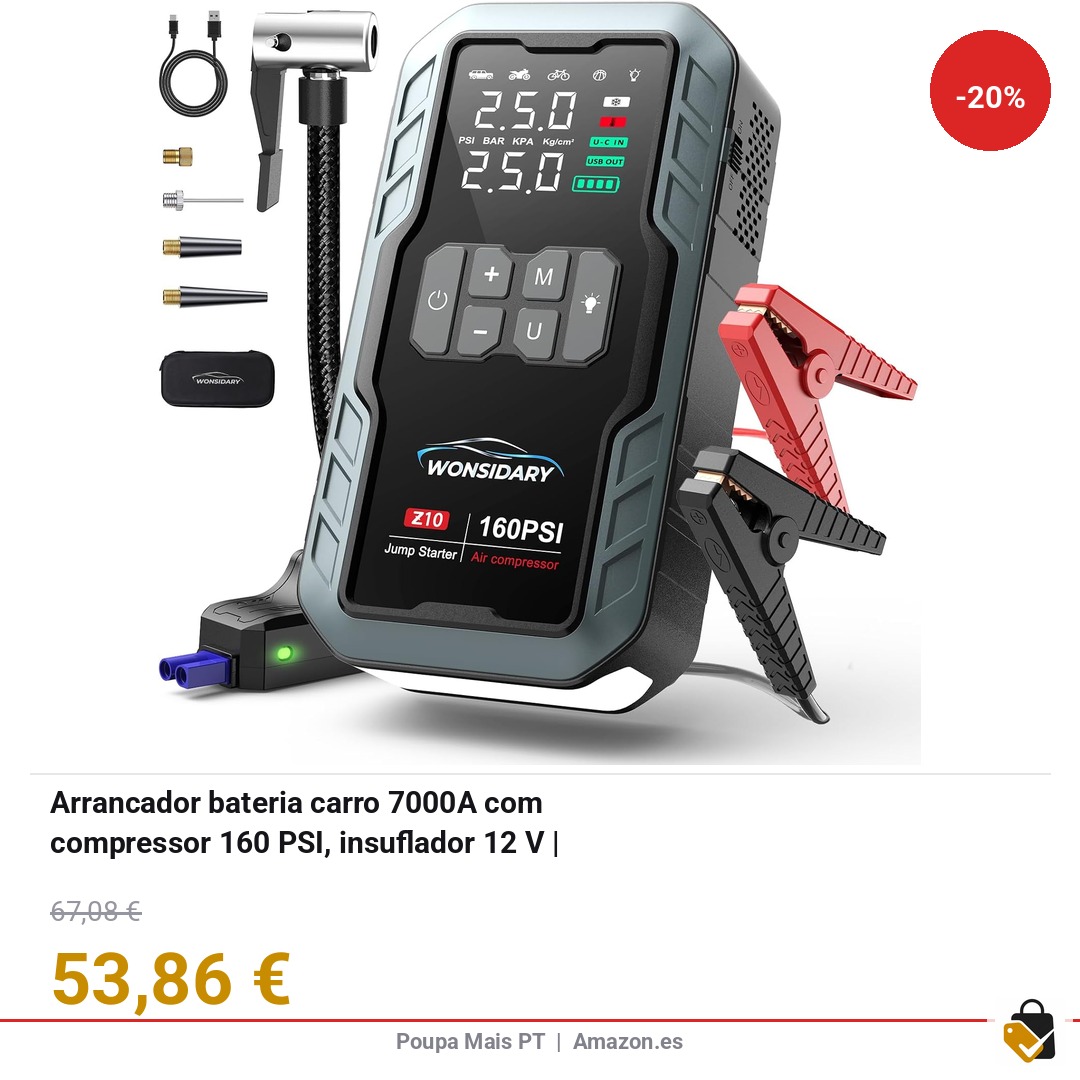 -20%
2.5.0
PSI BAR KPA Kg/cm²
U-C IN
USB OUT
2.5.0
+ M
- U
WONSIDARY
WONSIDARY
Z10
160PSI
Jump Starter
Air compressor
Arrancador bateria carro 7000A com
compressor 160 PSI, insuflador 12 V |
67,08 €
53,86 €
Poupa Mais PT | Amazon.es